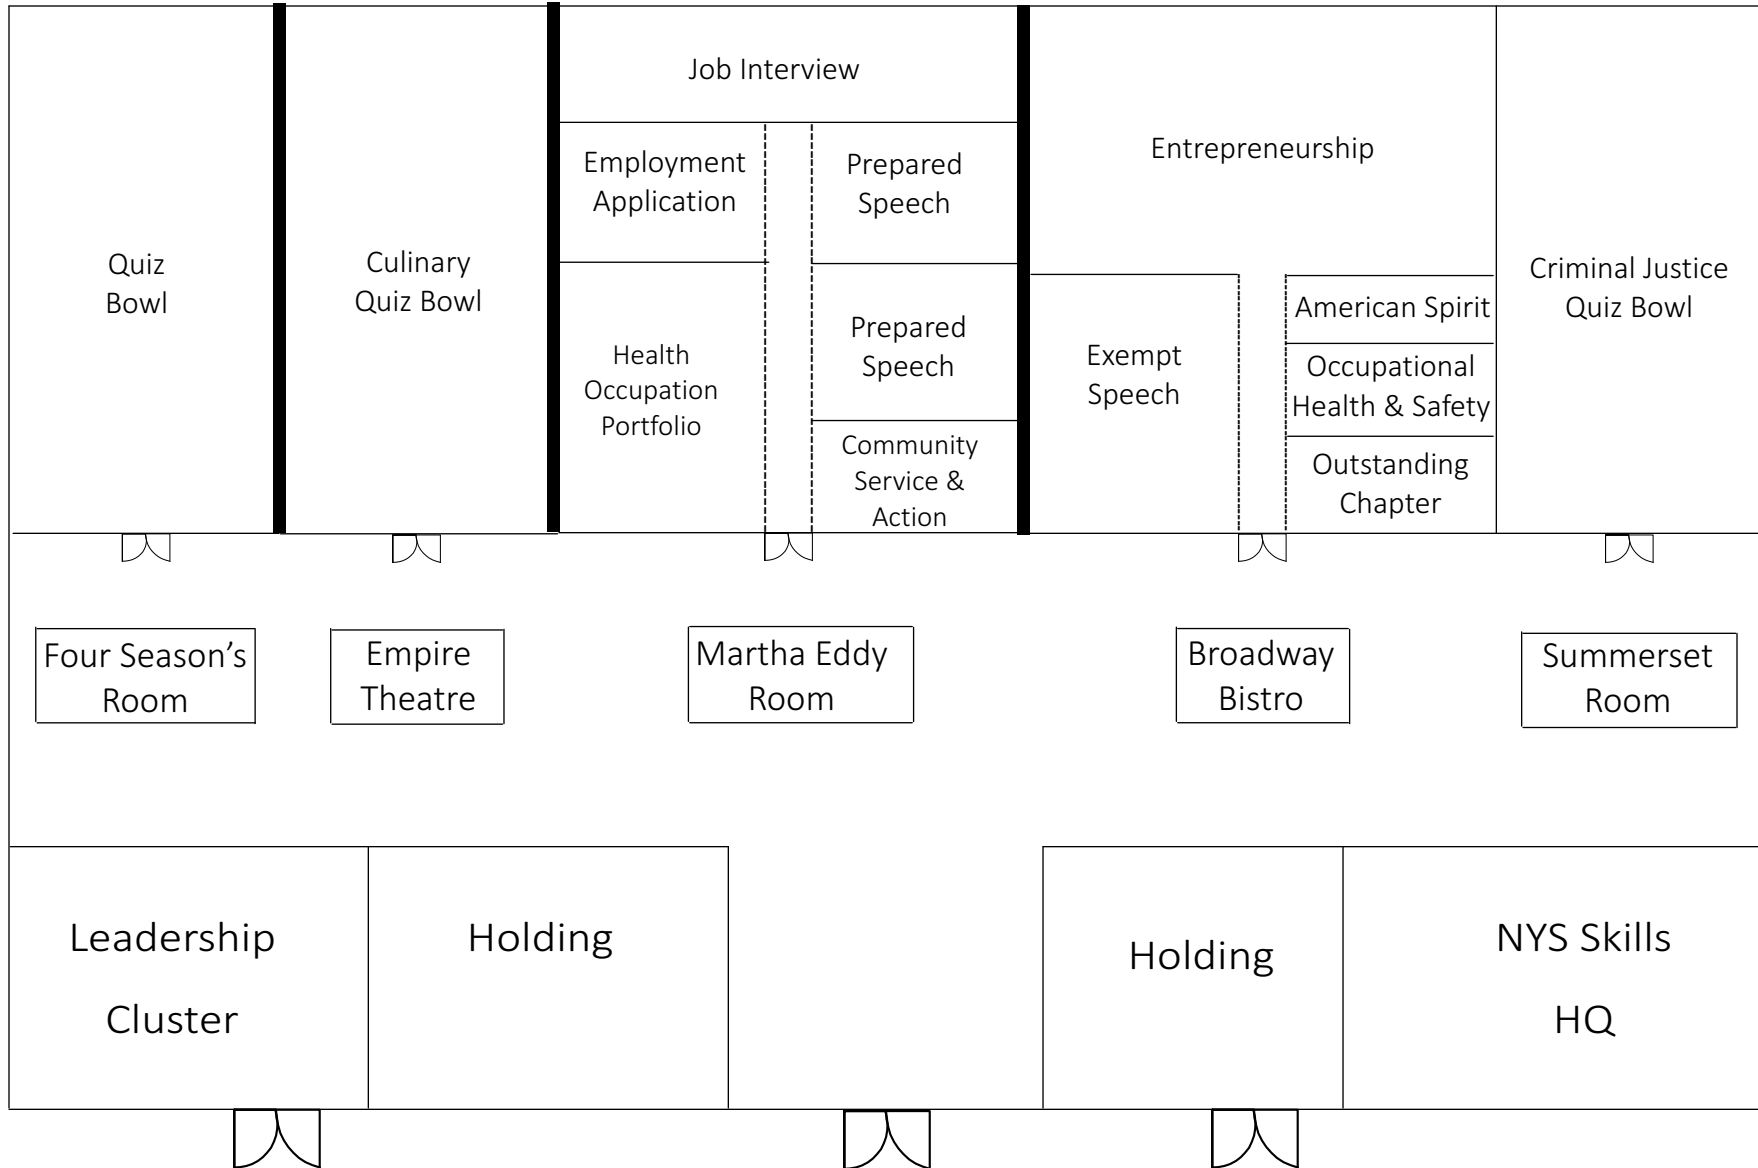 Quiz
Bowl
Culinary
Quiz Bowl
Job Interview
Employment
Application
Prepared
Speech
Health
Occupation
Portfolio
Prepared
Speech
Community
Service &
Action
Entrepreneurship
Exempt
Speech
American Spirit
Occupational
Health & Safety
Outstanding
Chapter
Criminal Justice
Quiz Bowl
Four Season’s
Room
Empire
Theatre
Martha Eddy
Room
Broadway
Bistro
Summerset
Room
Leadership
Cluster
Holding
Holding
NYS Skills
HQ